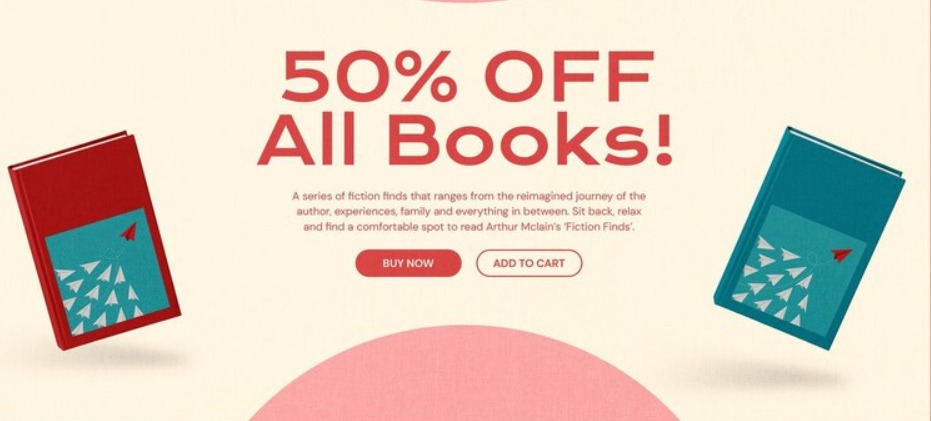 50% OFF
All Books!
A series of fiction finds that ranges from the reimagined journey of the
author, experiences, family and everything in between. Sit back, relax
and find a comfortable spot to read Arthur Mclain's 'Fiction Finds'.
BUY NOW
ADD TO CART